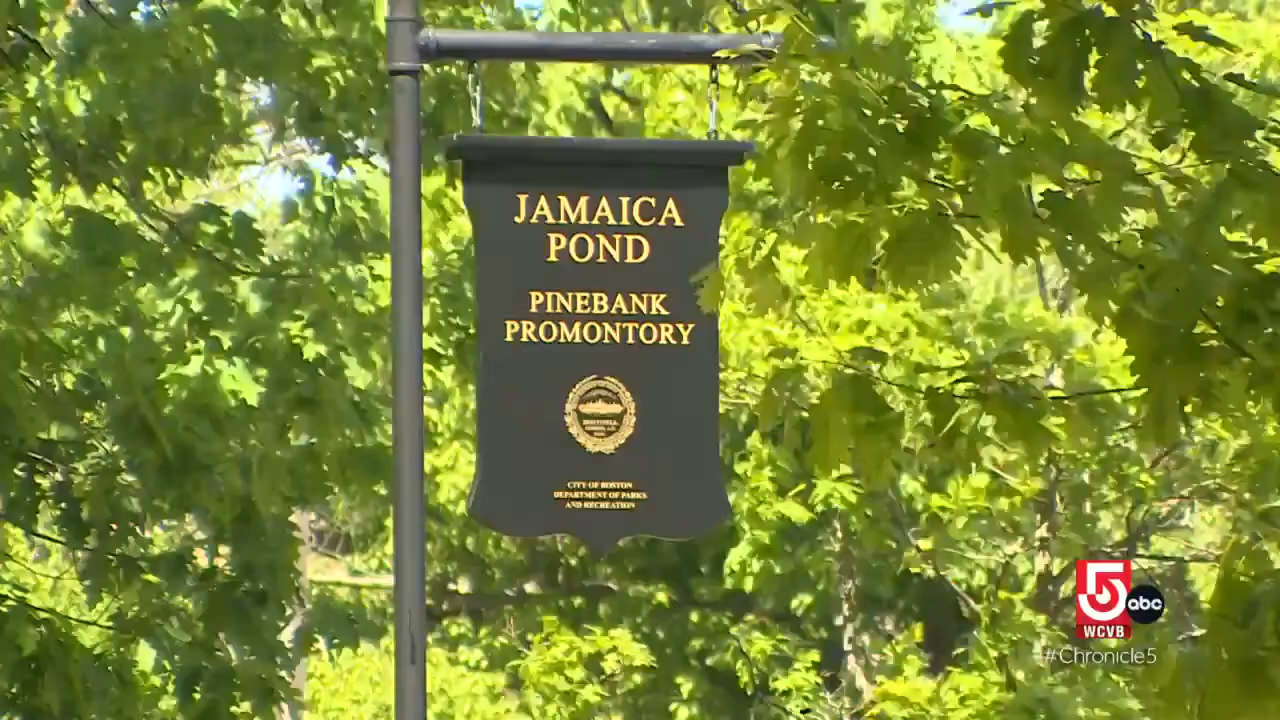 JAMAICA
POND
PINEBANK
PROMONTORY
CITY OF BOSTON
DEPARTMENT OF PARKS
AND RECREATION
5
abc
WCVB
#Chronicle5